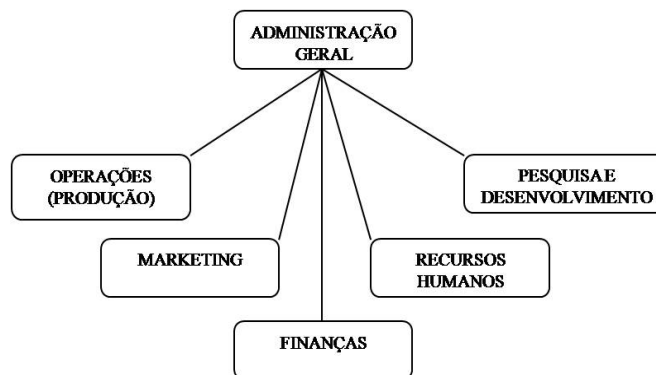 ADMINISTRAÇÃO
GERAL
OPERAÇÕES
(PRODUÇÃO)
PESQUISA E
DESENVOLVIMENTO
MARKETING
RECURSOS
HUMANOS
FINANÇAS